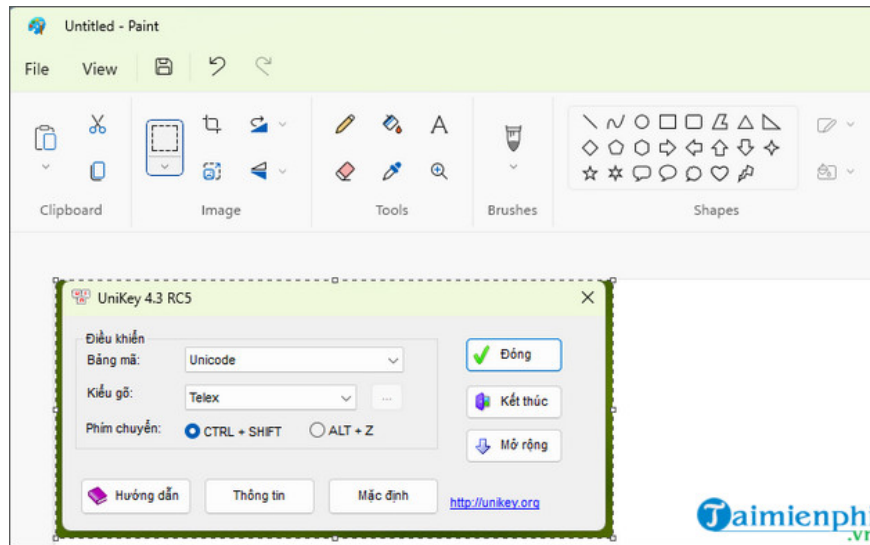 Untitled - Paint
File View
Clipboard Image Tools Brushes Shapes
UniKey 4.3 RC5
Điều khiển
Bảng mã: Unicode
Đóng
Kiểu gõ: Telex ...
Kết thúc
Phím chuyển: CTRL + SHIFT ALT + Z
Mở rộng
Hướng dẫn Thông tin Mặc định http://unikey.org
Taimienphi
.vn